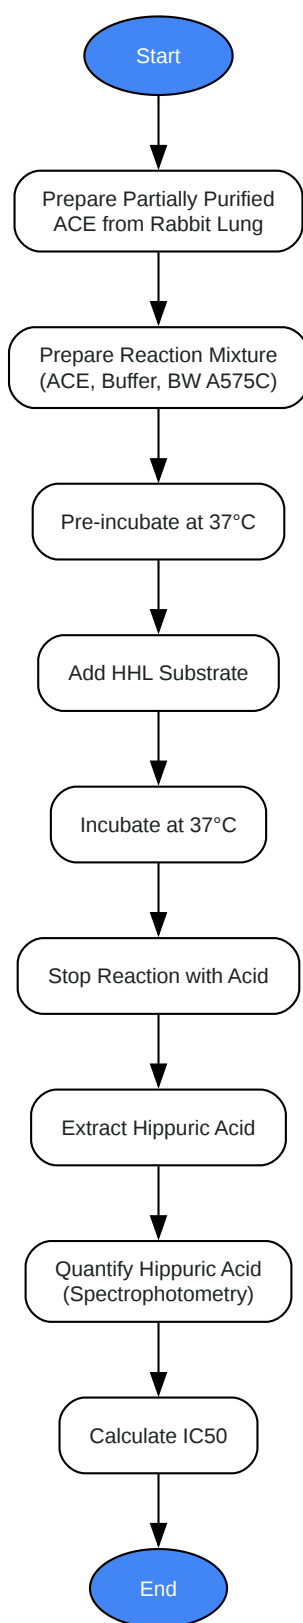 Start
Prepare Partially Purified
ACE from Rabbit Lung
Prepare Reaction Mixture
(ACE, Buffer, BW A575C)
Pre-incubate at 37°C
Add HHL Substrate
Incubate at 37°C
Stop Reaction with Acid
Extract Hippuric Acid
Quantify Hippuric Acid
(Spectrophotometry)
Calculate IC50
End